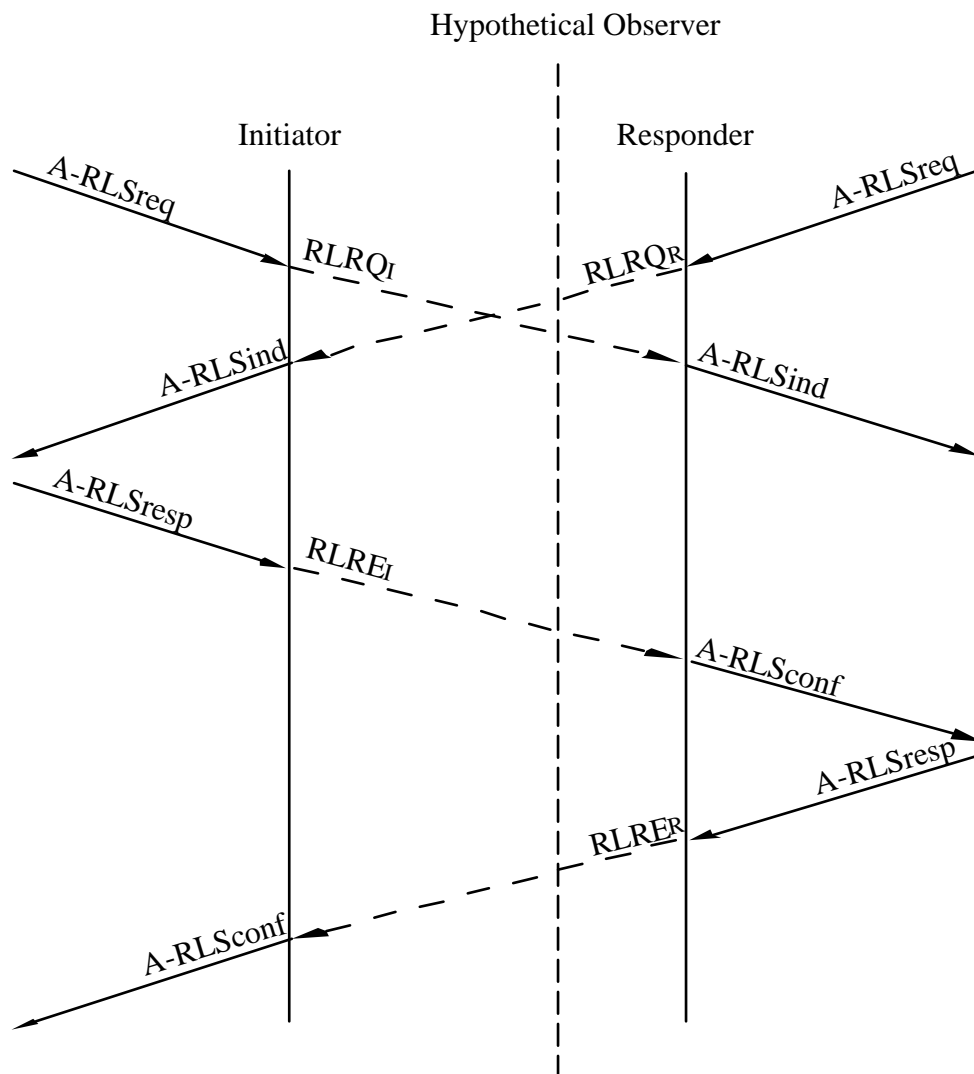 Hypothetical Observer
Initiator
Responder
A-RLSreq
A-RLSreq
RLRQI
RLRQR
A-RLSind
A-RLSind
A-RLSresp
RLREI
A-RLSconf
A-RLSresp
RLRER
A-RLSconf